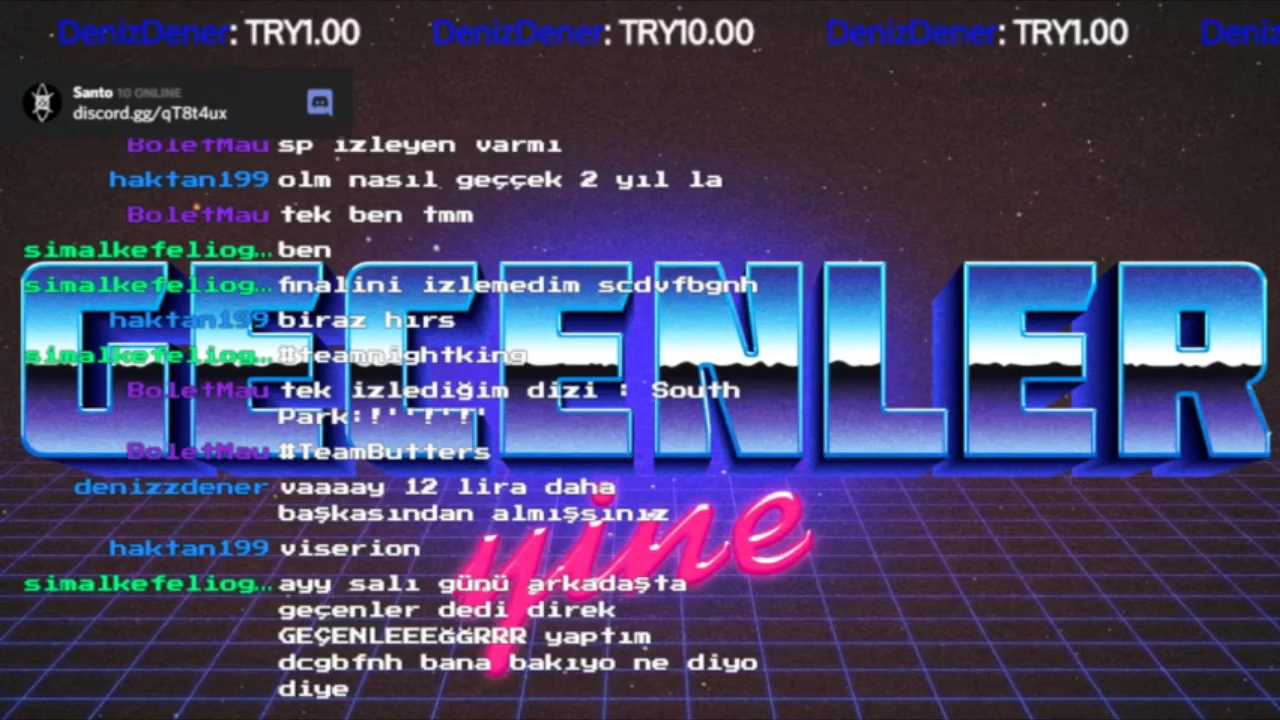 DenizDener: TRY1.00 DenizDener: TRY10.00 DenizDener: TRY1.00 Deniz
Santo 10 ONLINE
discord.gg/qT8t4ux
BoletMau sp izleyen varmı
haktan199 olm nasıl geççek 2 yıl la
BoletMau tek ben tmm
simalkefeliog… ben
simalkefeliog… finalini izlemedim scdvfbgnh
haktan199 biraz hırs
simalkefeliog… #teamnightking
BoletMau tek izlediğim dizi : South
Park:!''!'!'
BoletMau #TeamButters
denizzdener vaaaay 12 lira daha
başkasından almışsınız
haktan199 viserion
simalkefeliog… ayy salı günü arkadaşta
geçenler dedi direk
GEÇENLEEEĞĞRRR yaptım
dcgbfnh bana bakıyo ne diyo
diye
GEÇENLER
yine